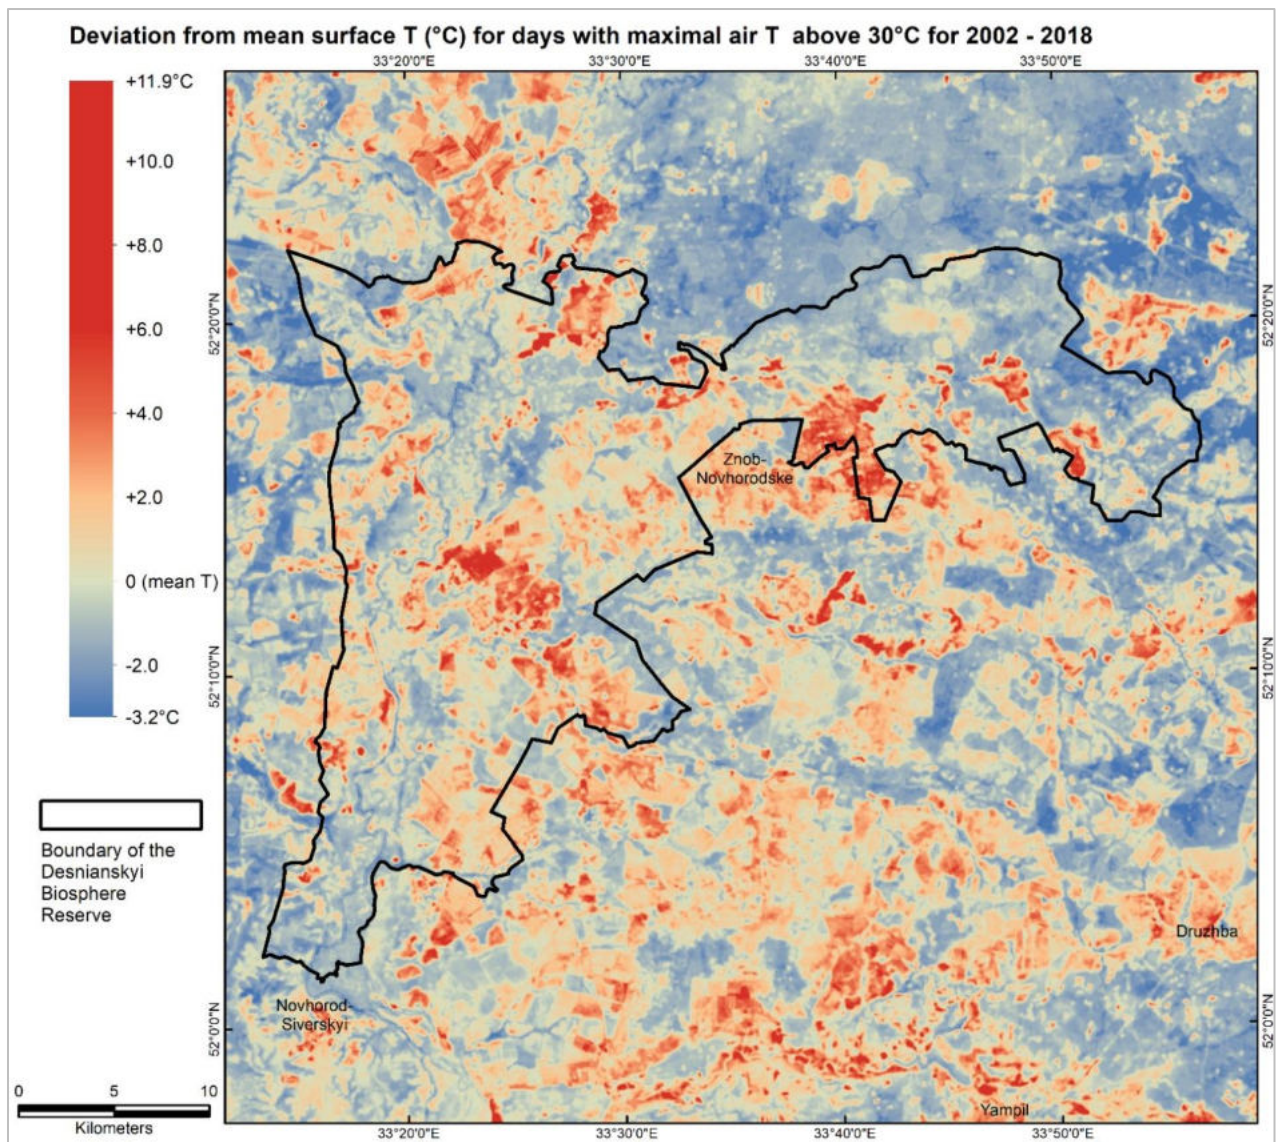 Deviation from mean surface T (°C) for days with maximal air T above 30°C for 2002 - 2018
33°20'0"E
33°30'0"E
33°40'0"E
33°50'0"E
+11.9°C
+10.0
+8.0
+6.0
+4.0
+2.0
0 (mean T)
-2.0
-3.2°C
Boundary of the
Desnianskyi
Biosphere
Reserve
0
5
10
Kilometers
52°20'0"N
52°10'0"N
52°0'0"N
Znob-
Novhorodske
Druzhba
Novhorod-
Siverskyi
Yampil
52°20'0"N
52°10'0"N
52°0'0"N
33°20'0"E
33°30'0"E
33°40'0"E
33°50'0"E